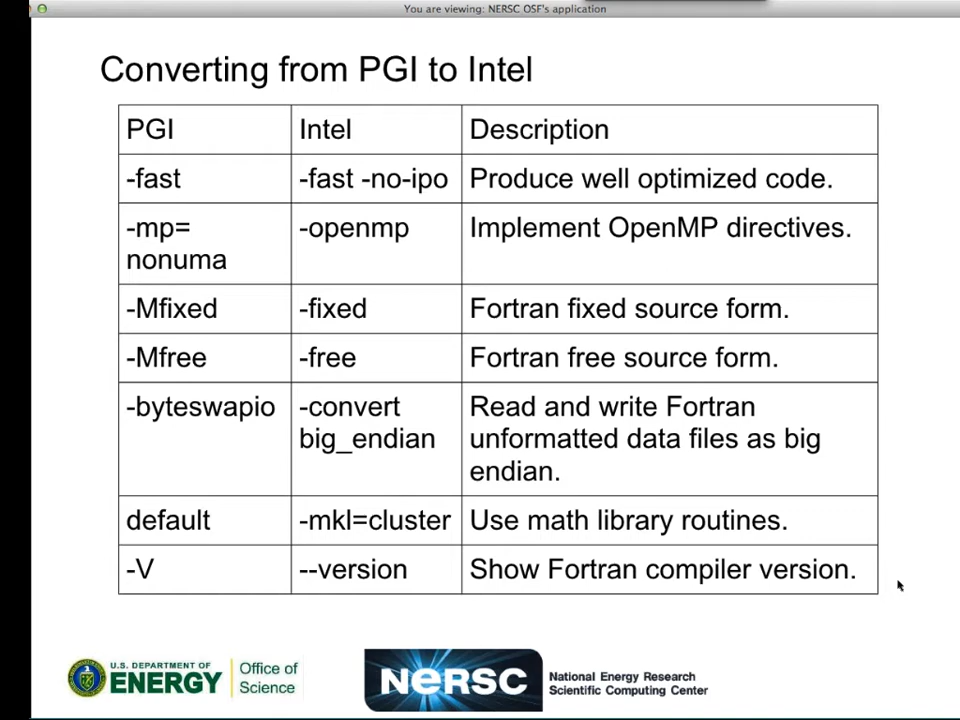 You are viewing: NERSC OSF's application
Converting from PGI to Intel
PGI Intel Description
-fast -fast -no-ipo Produce well optimized code.
-mp= -openmp Implement OpenMP directives.
nonuma
-Mfixed -fixed Fortran fixed source form.
-Mfree -free Fortran free source form.
-byteswapio -convert Read and write Fortran
big_endian unformatted data files as big
endian.
default -mkl=cluster Use math library routines.
-V --version Show Fortran compiler version.
U.S. DEPARTMENT OF
ENERGY
Office of
Science
NERSC
National Energy Research
Scientific Computing Center